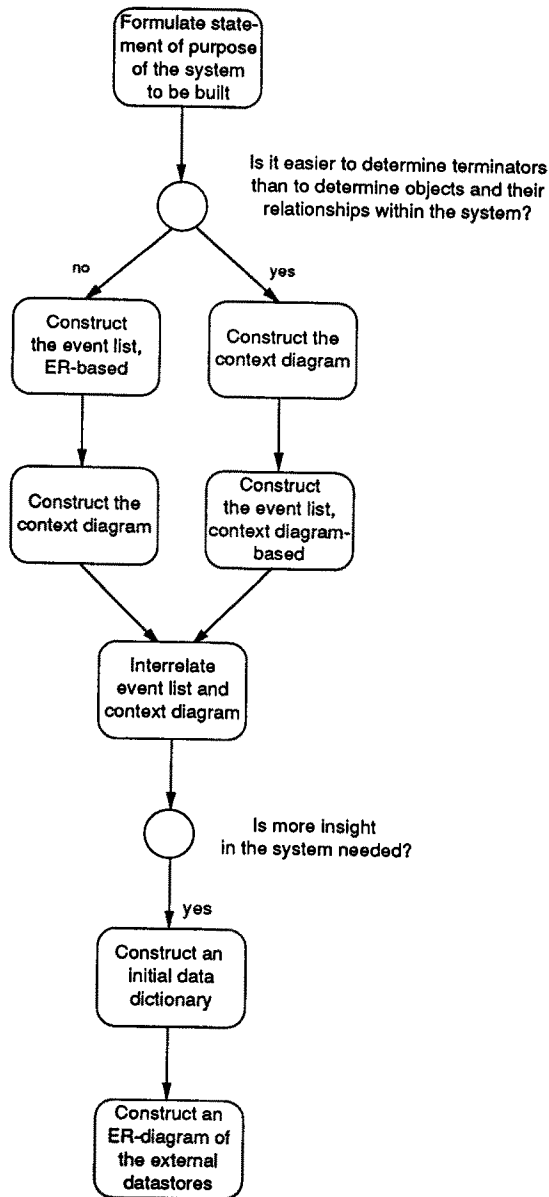 Formulate state-
ment of purpose
of the system
to be built
Is it easier to determine terminators
than to determine objects and their
relationships within the system?
no
yes
Construct
the event list,
ER-based
Construct the
context diagram
Construct the
context diagram
Construct
the event list,
context diagram-
based
Interrelate
event list and
context diagram
Is more insight
in the system needed?
yes
Construct an
initial data
dictionary
Construct an
ER-diagram of
the external
datastores